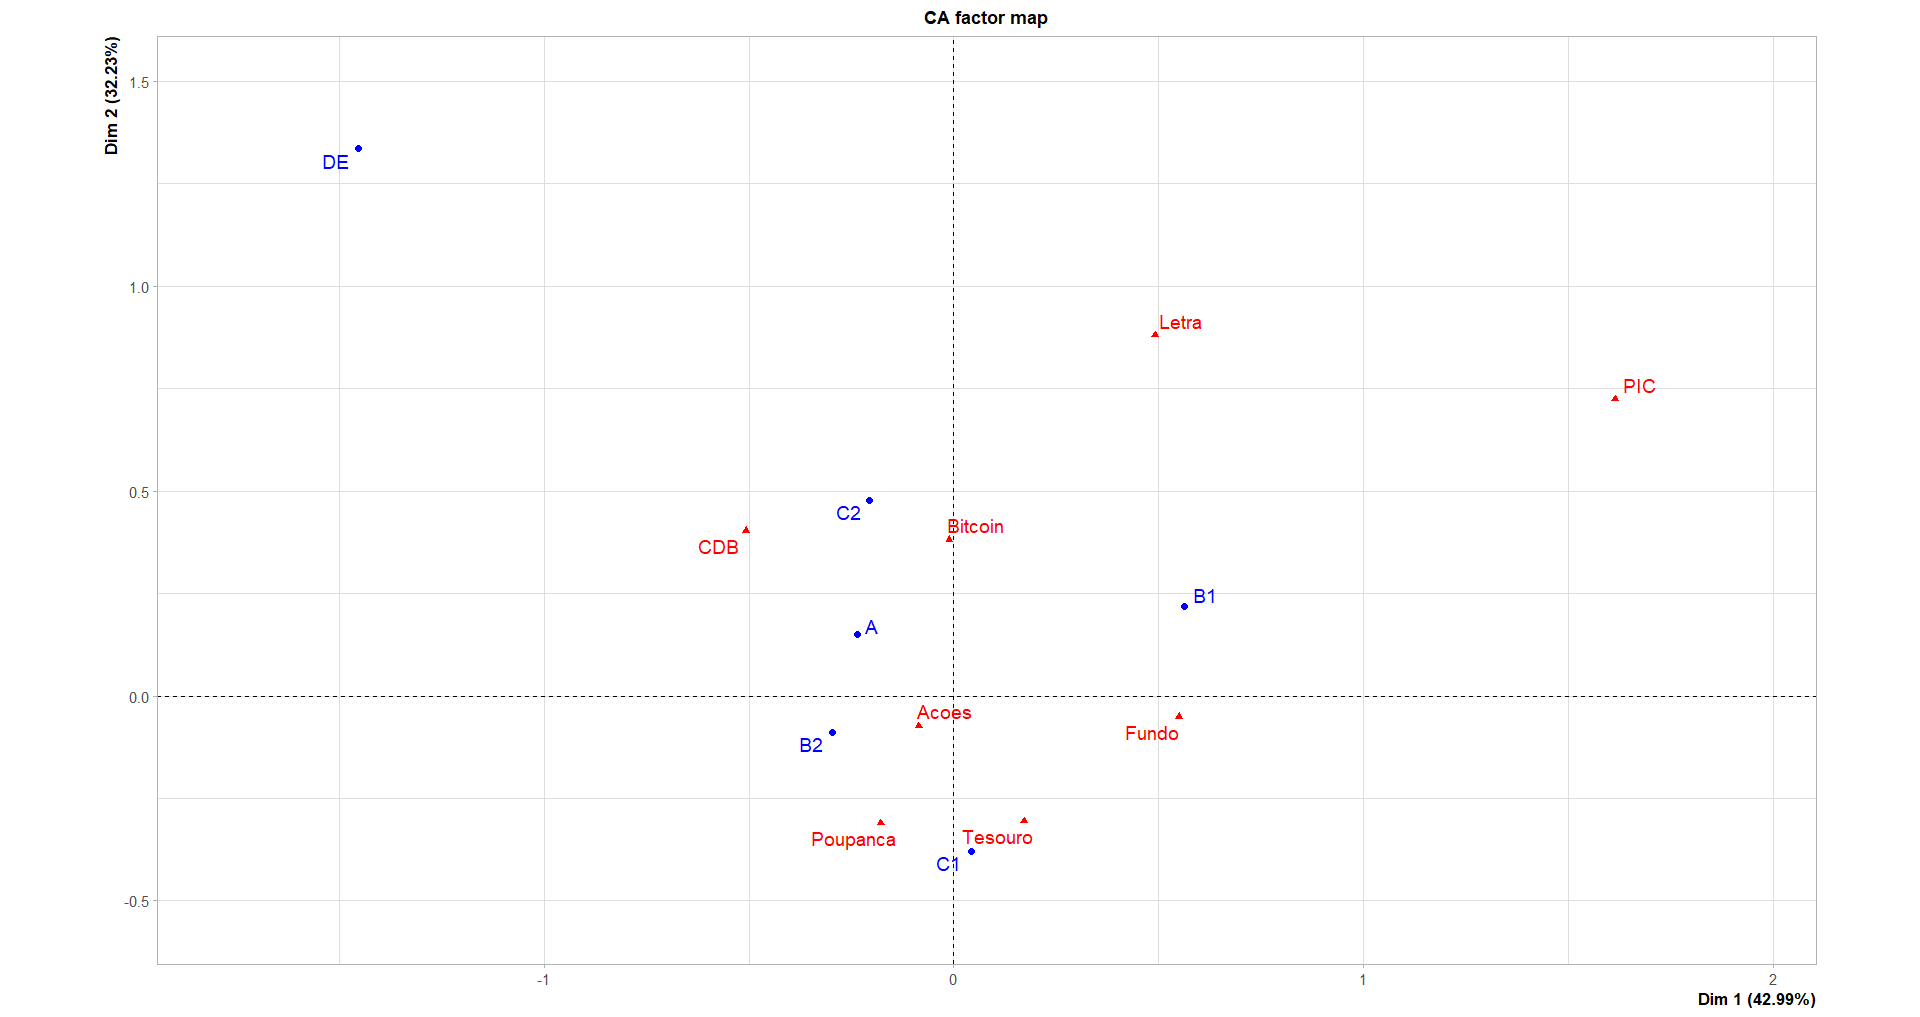 CA factor map
Dim 2 (32.23%)
1.5
DE
1.0
Letra
PIC
0.5
C2
Bitcoin
CDB
B1
A
0.0
Acoes
Fundo
B2
Poupanca
Tesouro
C1
-0.5
-1
0
1
2
Dim 1 (42.99%)